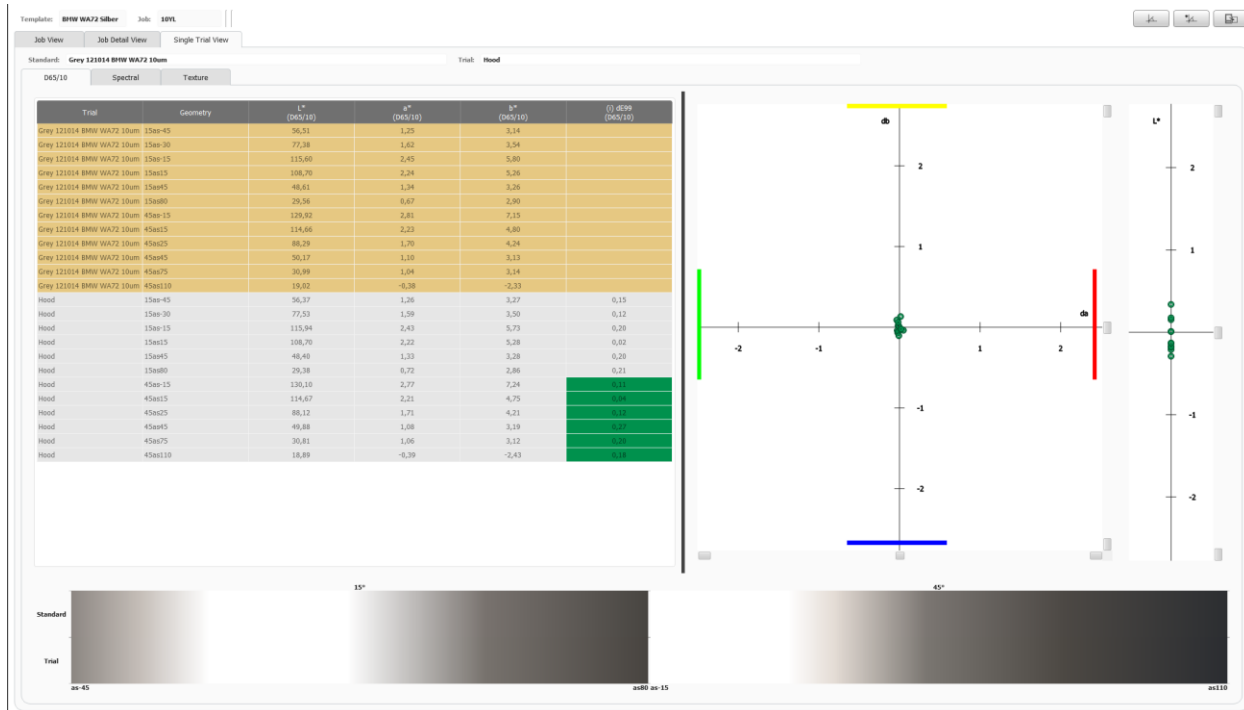 Template: BMW WA72 Silber Job: 10YL
Job View Job Detail View Single Trial View
Standard: Grey 121014 BMW WA72 10um Trial: Hood
D65/10 Spectral Texture
Trial Geometry L* (D65/10) a* (D65/10) b* (D65/10) (i) dE99 (D65/10)
Grey 121014 BMW WA72 10um 15as-45 56,51 1,25 3,14
Grey 121014 BMW WA72 10um 15as-30 77,38 1,62 3,54
Grey 121014 BMW WA72 10um 15as-15 115,60 2,45 5,80
Grey 121014 BMW WA72 10um 15as15 108,70 2,24 5,26
Grey 121014 BMW WA72 10um 15as45 48,61 1,34 3,26
Grey 121014 BMW WA72 10um 15as80 29,56 0,67 2,90
Grey 121014 BMW WA72 10um 45as-15 129,92 2,81 7,15
Grey 121014 BMW WA72 10um 45as15 114,66 2,23 4,80
Grey 121014 BMW WA72 10um 45as25 88,29 1,70 4,24
Grey 121014 BMW WA72 10um 45as45 50,17 1,10 3,13
Grey 121014 BMW WA72 10um 45as75 30,99 1,04 3,14
Grey 121014 BMW WA72 10um 45as110 19,02 -0,38 -2,33
Hood 15as-45 56,37 1,26 3,27 0,15
Hood 15as-30 77,53 1,59 3,50 0,12
Hood 15as-15 115,94 2,43 5,73 0,20
Hood 15as15 108,70 2,22 5,28 0,02
Hood 15as45 48,40 1,33 3,28 0,20
Hood 15as80 29,38 0,72 2,86 0,21
Hood 45as-15 130,10 2,77 7,24 0,11
Hood 45as15 114,67 2,21 4,75 0,04
Hood 45as25 88,12 1,71 4,21 0,12
Hood 45as45 49,88 1,08 3,19 0,27
Hood 45as75 30,81 1,06 3,12 0,20
Hood 45as110 18,89 -0,39 -2,43 0,18
db
2
1
da
-2 -1 1 2
-1
-2
L*
2
1
-1
-2
15° 45°
Standard
Trial
as-45 as80 as-15 as110